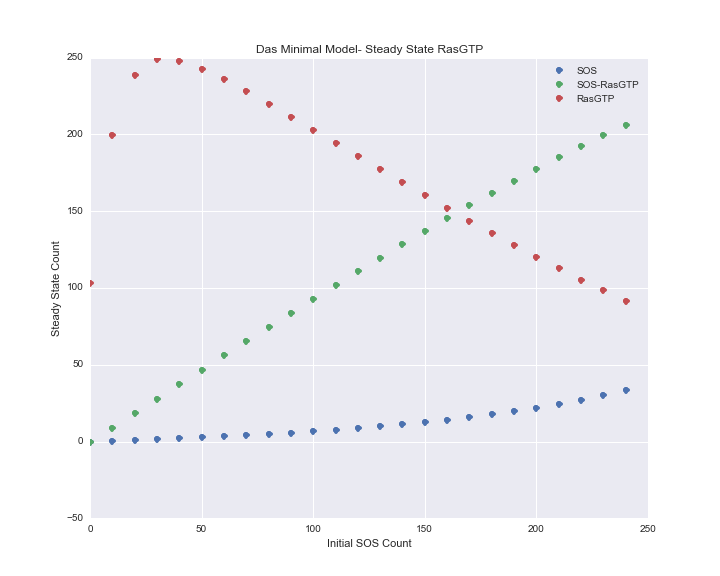 Das Minimal Model- Steady State RasGTP
250
200
150
100
50
0
−50
Steady State Count
SOS
SOS-RasGTP
RasGTP
0 50 100 150 200 250
Initial SOS Count